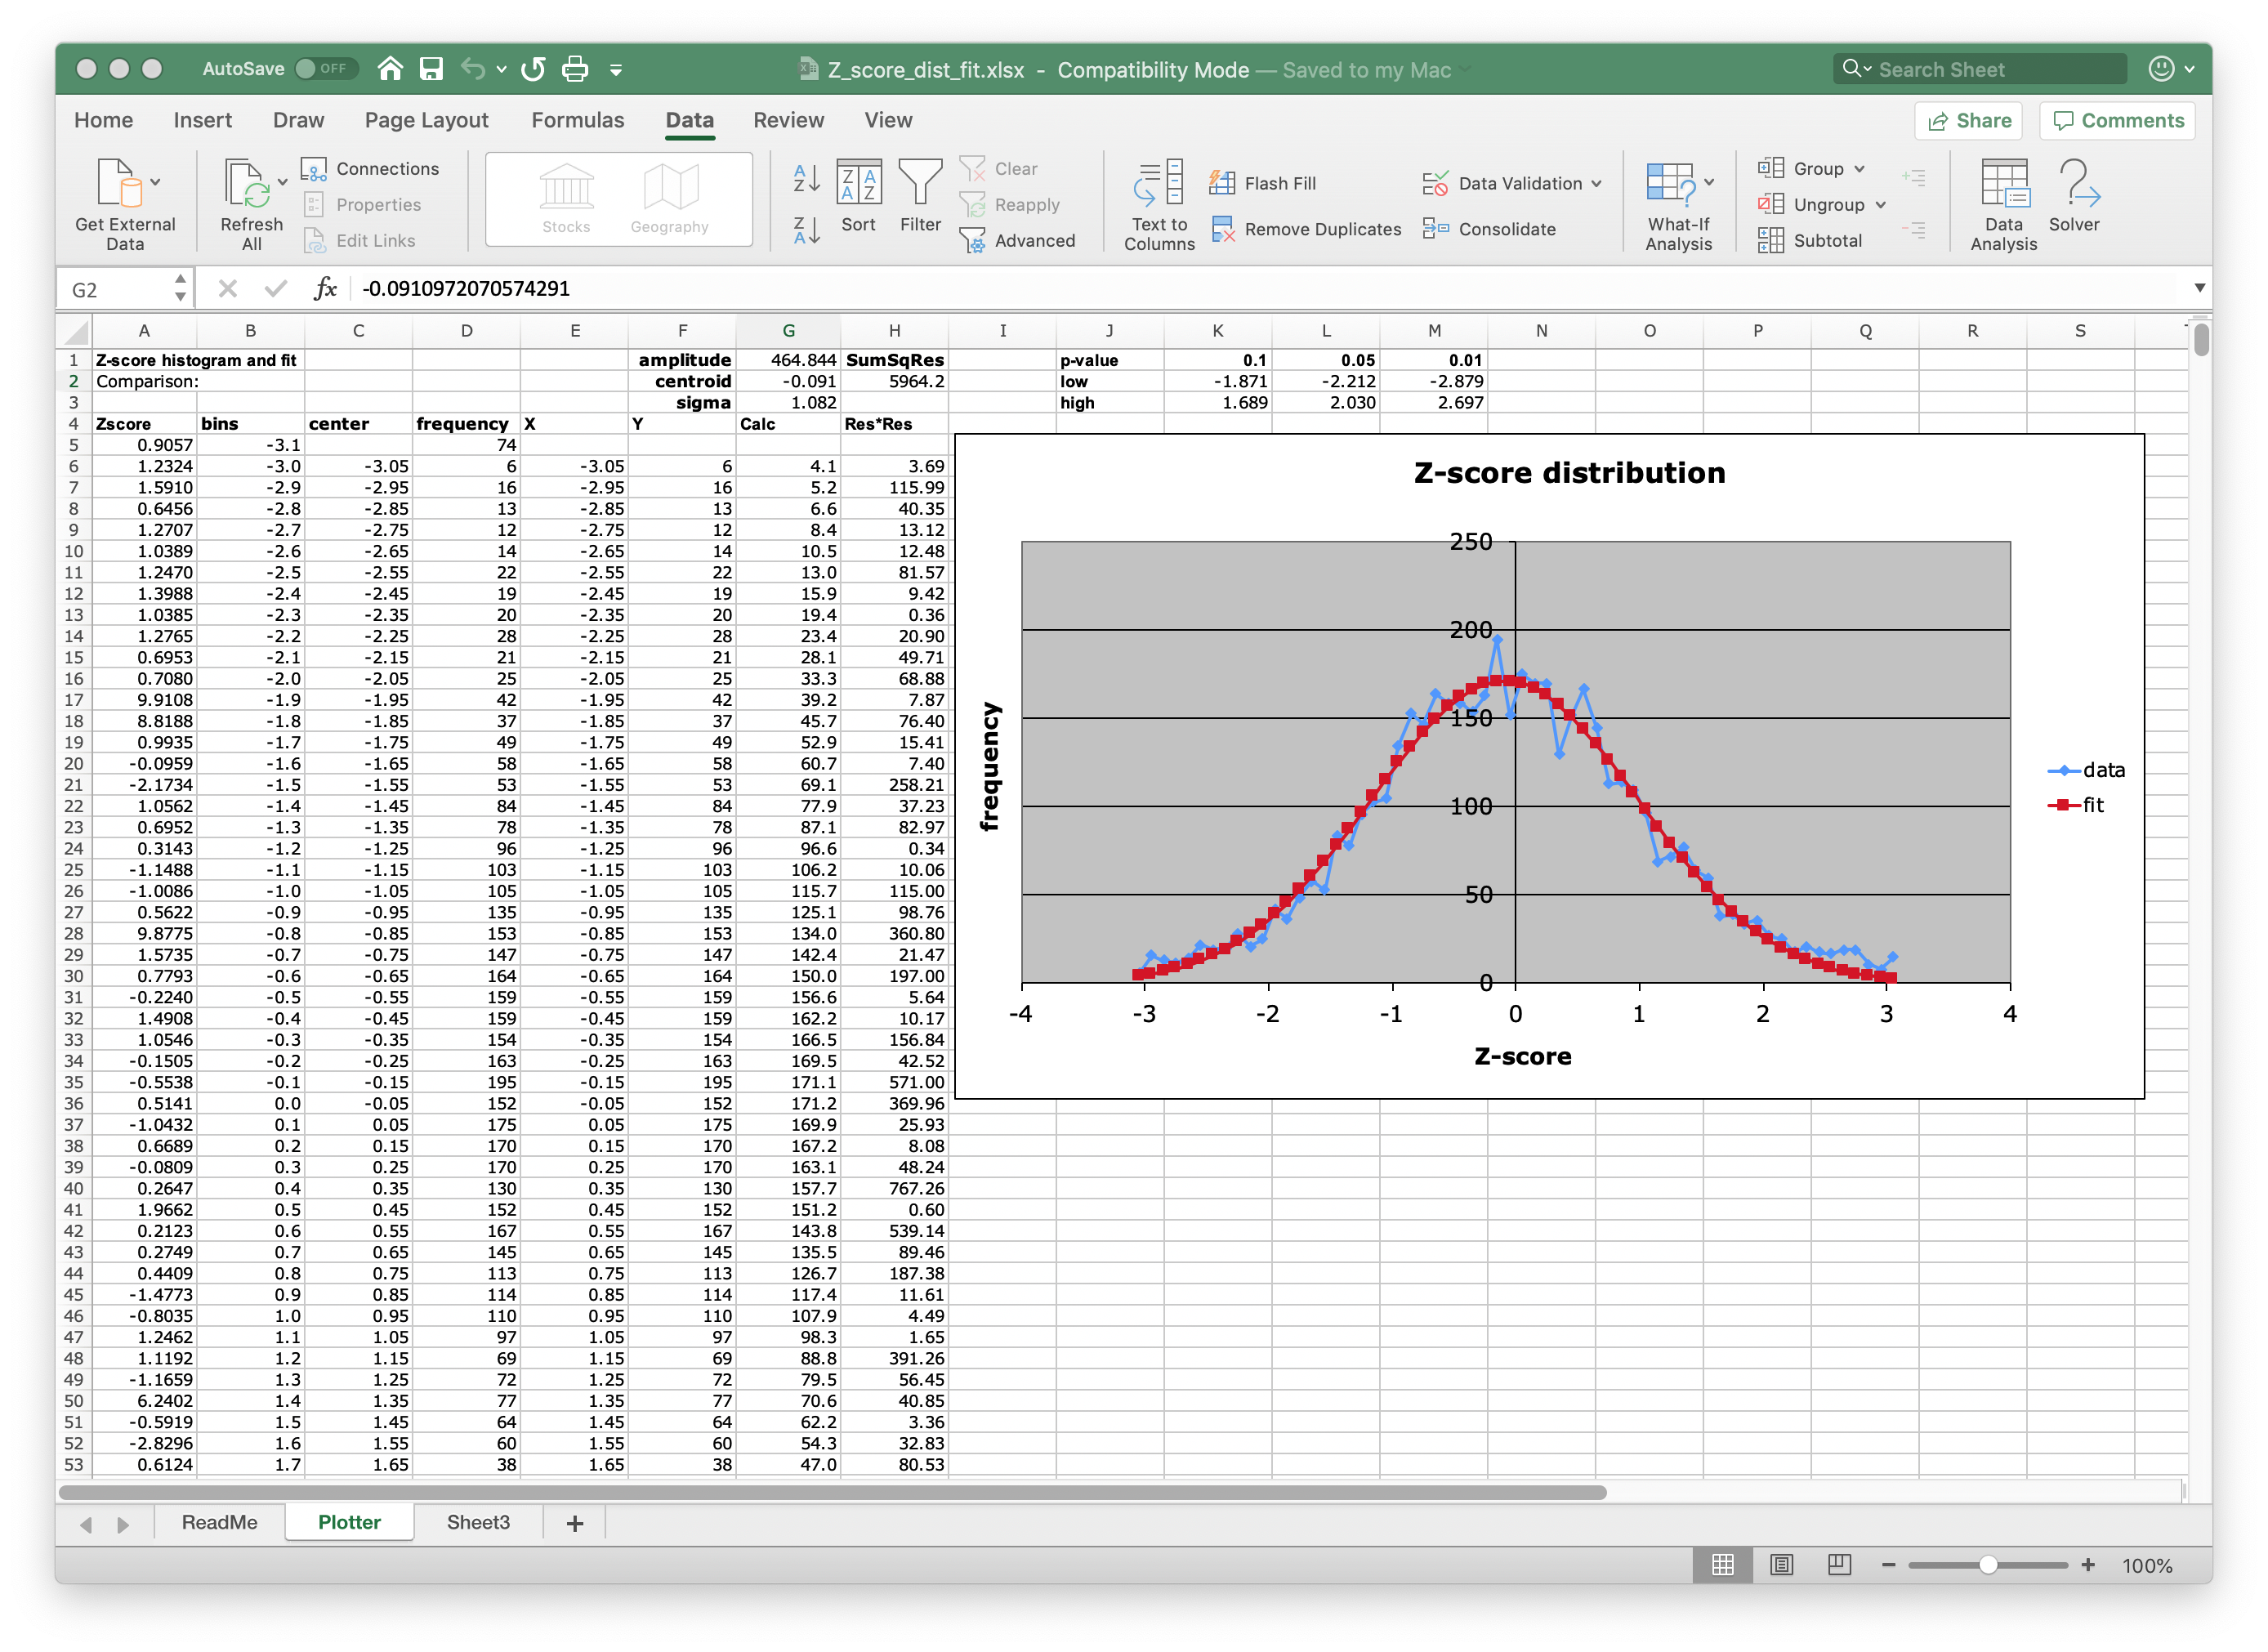 AutoSave OFF Z_score_dist_fit.xlsx - Compatibility Mode — Saved to my Mac Search Sheet
Home Insert Draw Page Layout Formulas Data Review View Share Comments
Get External Data
Refresh All
Connections
Properties
Edit Links
Stocks Geography
A Z
Z A
Z A A Z
Sort Filter
Clear
Reapply
Advanced
Text to Columns
Flash Fill
Remove Duplicates
Data Validation
Consolidate
What-If Analysis
Group
Ungroup
Subtotal
Data Analysis
Solver
G2 fx -0.0910972070574291
A B C D E F G H I J K L M N O P Q R S
1 Z-score histogram and fit amplitude 464.844 SumSqRes p-value 0.1 0.05 0.01
2 Comparison: centroid -0.091 5964.2 low -1.871 -2.212 -2.879
3 sigma 1.082 high 1.689 2.030 2.697
4 Zscore bins center frequency X Y Calc Res*Res
5 0.9057 -3.1 74
6 1.2324 -3.0 -3.05 6 -3.05 6 4.1 3.69
7 1.5910 -2.9 -2.95 16 -2.95 16 5.2 115.99
8 0.6456 -2.8 -2.85 13 -2.85 13 6.6 40.35
9 1.2707 -2.7 -2.75 12 -2.75 12 8.4 13.12
10 1.0389 -2.6 -2.65 14 -2.65 14 10.5 12.48
11 1.2470 -2.5 -2.55 22 -2.55 22 13.0 81.57
12 1.3988 -2.4 -2.45 19 -2.45 19 15.9 9.42
13 1.0385 -2.3 -2.35 20 -2.35 20 19.4 0.36
14 1.2765 -2.2 -2.25 28 -2.25 28 23.4 20.90
15 0.6953 -2.1 -2.15 21 -2.15 21 28.1 49.71
16 0.7080 -2.0 -2.05 25 -2.05 25 33.3 68.88
17 9.9108 -1.9 -1.95 42 -1.95 42 39.2 7.87
18 8.8188 -1.8 -1.85 37 -1.85 37 45.7 76.40
19 0.9935 -1.7 -1.75 49 -1.75 49 52.9 15.41
20 -0.0959 -1.6 -1.65 58 -1.65 58 60.7 7.40
21 -2.1734 -1.5 -1.55 53 -1.55 53 69.1 258.21
22 1.0562 -1.4 -1.45 84 -1.45 84 77.9 37.23
23 0.6952 -1.3 -1.35 78 -1.35 78 87.1 82.97
24 0.3143 -1.2 -1.25 96 -1.25 96 96.6 0.34
25 -1.1488 -1.1 -1.15 103 -1.15 103 106.2 10.06
26 -1.0086 -1.0 -1.05 105 -1.05 105 115.7 115.00
27 0.5622 -0.9 -0.95 135 -0.95 135 125.1 98.76
28 9.8775 -0.8 -0.85 153 -0.85 153 134.0 360.80
29 1.5735 -0.7 -0.75 147 -0.75 147 142.4 21.47
30 0.7793 -0.6 -0.65 164 -0.65 164 150.0 197.00
31 -0.2240 -0.5 -0.55 159 -0.55 159 156.6 5.64
32 1.4908 -0.4 -0.45 159 -0.45 159 162.2 10.17
33 1.0546 -0.3 -0.35 154 -0.35 154 166.5 156.84
34 -0.1505 -0.2 -0.25 163 -0.25 163 169.5 42.52
35 -0.5538 -0.1 -0.15 195 -0.15 195 171.1 571.00
36 0.5141 0.0 -0.05 152 -0.05 152 171.2 369.96
37 -1.0432 0.1 0.05 175 0.05 175 169.9 25.93
38 0.6689 0.2 0.15 170 0.15 170 167.2 8.08
39 -0.0809 0.3 0.25 170 0.25 170 163.1 48.24
40 0.2647 0.4 0.35 130 0.35 130 157.7 767.26
41 1.9662 0.5 0.45 152 0.45 152 151.2 0.60
42 0.2123 0.6 0.55 167 0.55 167 143.8 539.14
43 0.2749 0.7 0.65 145 0.65 145 135.5 89.46
44 0.4409 0.8 0.75 113 0.75 113 126.7 187.38
45 -1.4773 0.9 0.85 114 0.85 114 117.4 11.61
46 -0.8035 1.0 0.95 110 0.95 110 107.9 4.49
47 1.2462 1.1 1.05 97 1.05 97 98.3 1.65
48 1.1192 1.2 1.15 69 1.15 69 88.8 391.26
49 -1.1659 1.3 1.25 72 1.25 72 79.5 56.45
50 6.2402 1.4 1.35 77 1.35 77 70.6 40.85
51 -0.5919 1.5 1.45 64 1.45 64 62.2 3.36
52 -2.8296 1.6 1.55 60 1.55 60 54.3 32.83
53 0.6124 1.7 1.65 38 1.65 38 47.0 80.53
Z-score distribution
250
200
150
100
50
0
frequency
-4 -3 -2 -1 0 1 2 3 4
Z-score
data
fit
ReadMe Plotter Sheet3 +
100%